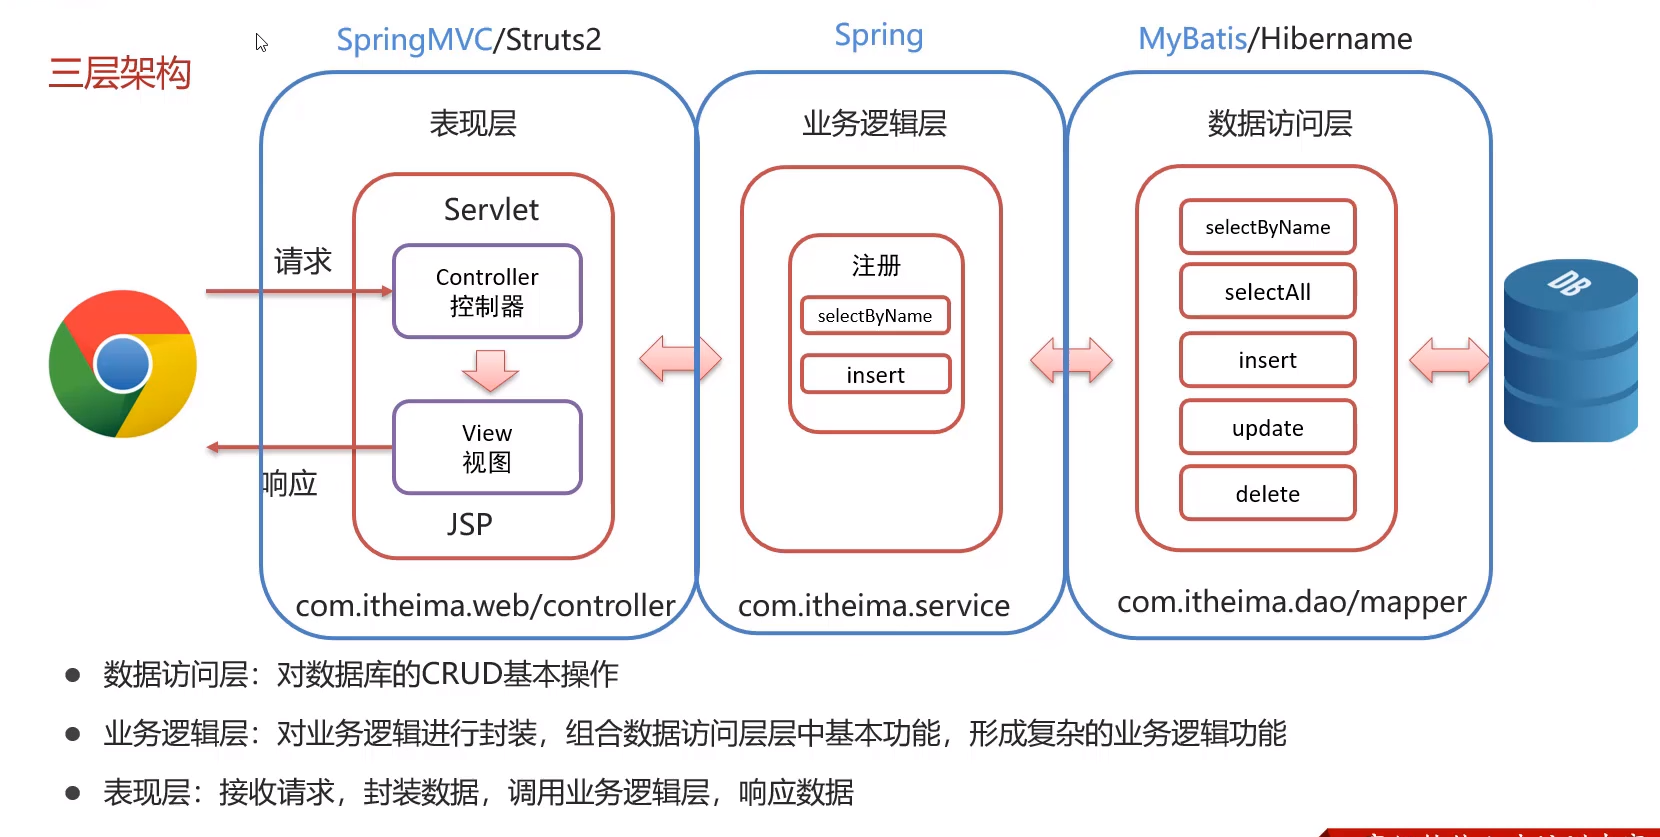 三层架构
SpringMVC/Struts2
Spring
MyBatis/Hibername
表现层
业务逻辑层
数据访问层
Servlet
请求
Controller
控制器
View
视图
响应
JSP
com.itheima.web/controller
注册
selectByName
insert
com.itheima.service
selectByName
selectAll
insert
update
delete
com.itheima.dao/mapper
DB
● 数据访问层：对数据库的CRUD基本操作
● 业务逻辑层：对业务逻辑进行封装，组合数据访问层层中基本功能，形成复杂的业务逻辑功能
● 表现层：接收请求，封装数据，调用业务逻辑层，响应数据